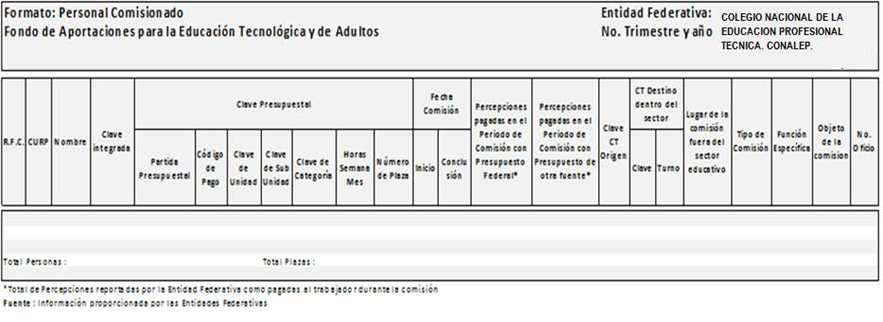 Formato: Personal Comisionado
Fondo de Aportaciones para la Educación Tecnológica y de Adultos
Entidad Federativa:
No. Trimestre y año
COLEGIO NACIONAL DE LA
EDUCACION PROFESIONAL
TECNICA. CONALEP.
R.F.C.
CURP
Nombre
Clave
integrada
Clave Presupuestal
Partida
Presupuestal
Código
de
Pago
Clave
de
Unidad
Clave
de Sub
Unidad
Clave de
Categoría
Horas
Semana
Mes
Número
de Plaza
Fecha
Comisión
Inicio
Conclu
sión
Percepciones
pagadas en el
Periodo de
Comisión con
Presupuesto
Federal*
Percepciones
pagadas en el
Periodo de
Comisión con
Presupuesto de
otra fuente*
Clave
CT
Origen
CT Destino
dentro del
sector
Clave
Turno
Lugar de la
comisión
fuera del
sector
educativo
Tipo de
Comisión
Función
Específica
Objeto
de la
comision
No.
Oficio
Total Personas :
Total Plazas :
*Total de Percepciones reportadas por la Entidad Federativa como pagadas al trabajador durante la comisión
Fuente : Información proporcionada por las Entidades Federativas